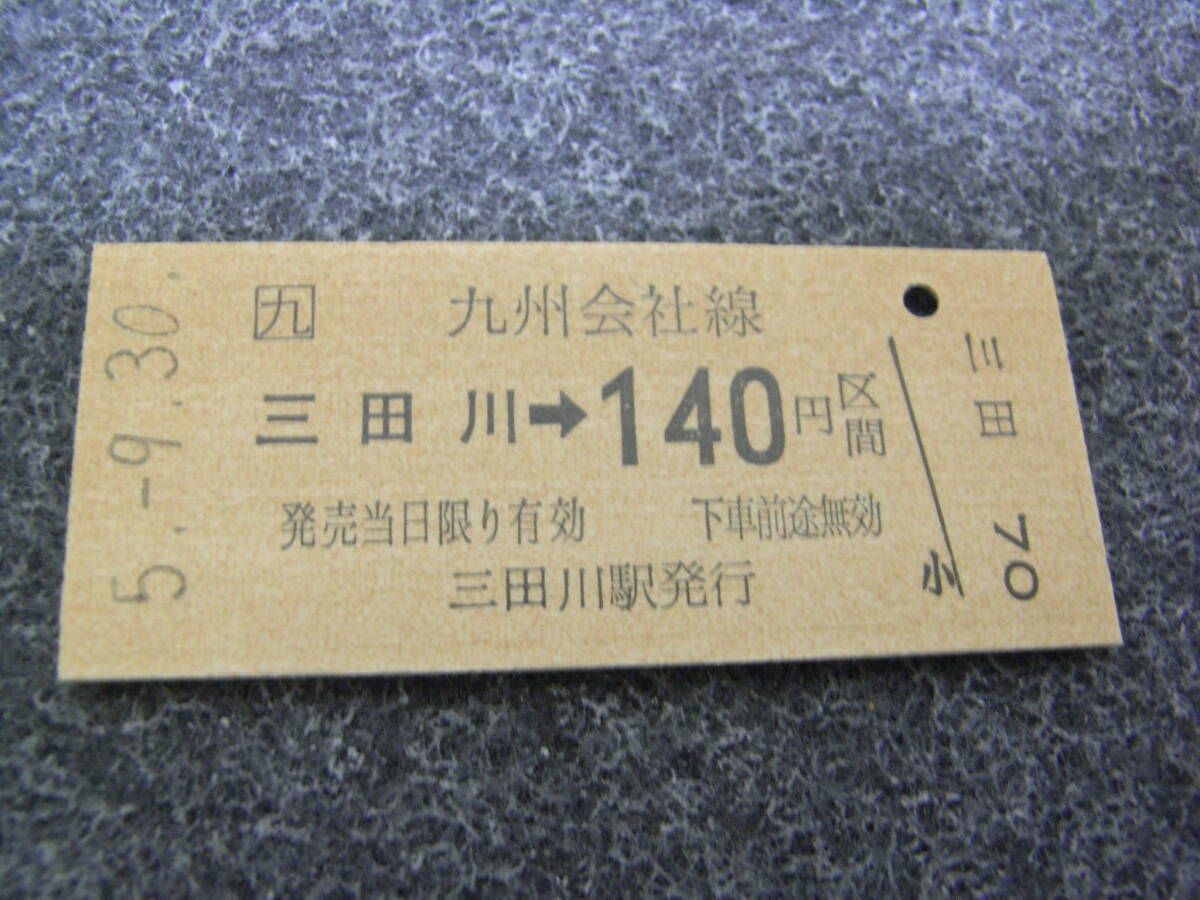 5.-9.30.
九 九州会社線
三田川➡140円区間
発売当日限り有効 下車前途無効
三田川駅発行
小
三田 70